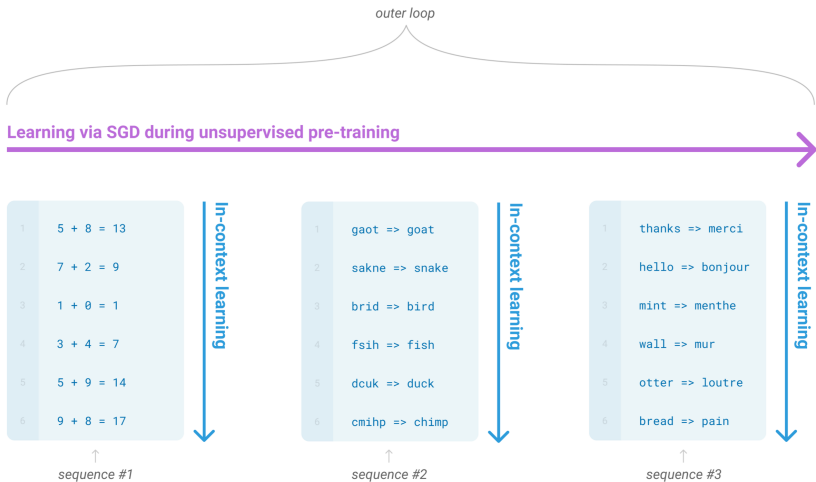 outer loop
Learning via SGD during unsupervised pre-training
1 5 + 8 = 13
2 7 + 2 = 9
3 1 + 0 = 1
4 3 + 4 = 7
5 5 + 9 = 14
6 9 + 8 = 17
In-context learning
sequence #1
1 gaot => goat
2 sakne => snake
3 brid => bird
4 fsih => fish
5 dcuk => duck
6 cmihp => chimp
In-context learning
sequence #2
1 thanks => merci
2 hello => bonjour
3 mint => menthe
4 wall => mur
5 otter => loutre
6 bread => pain
In-context learning
sequence #3